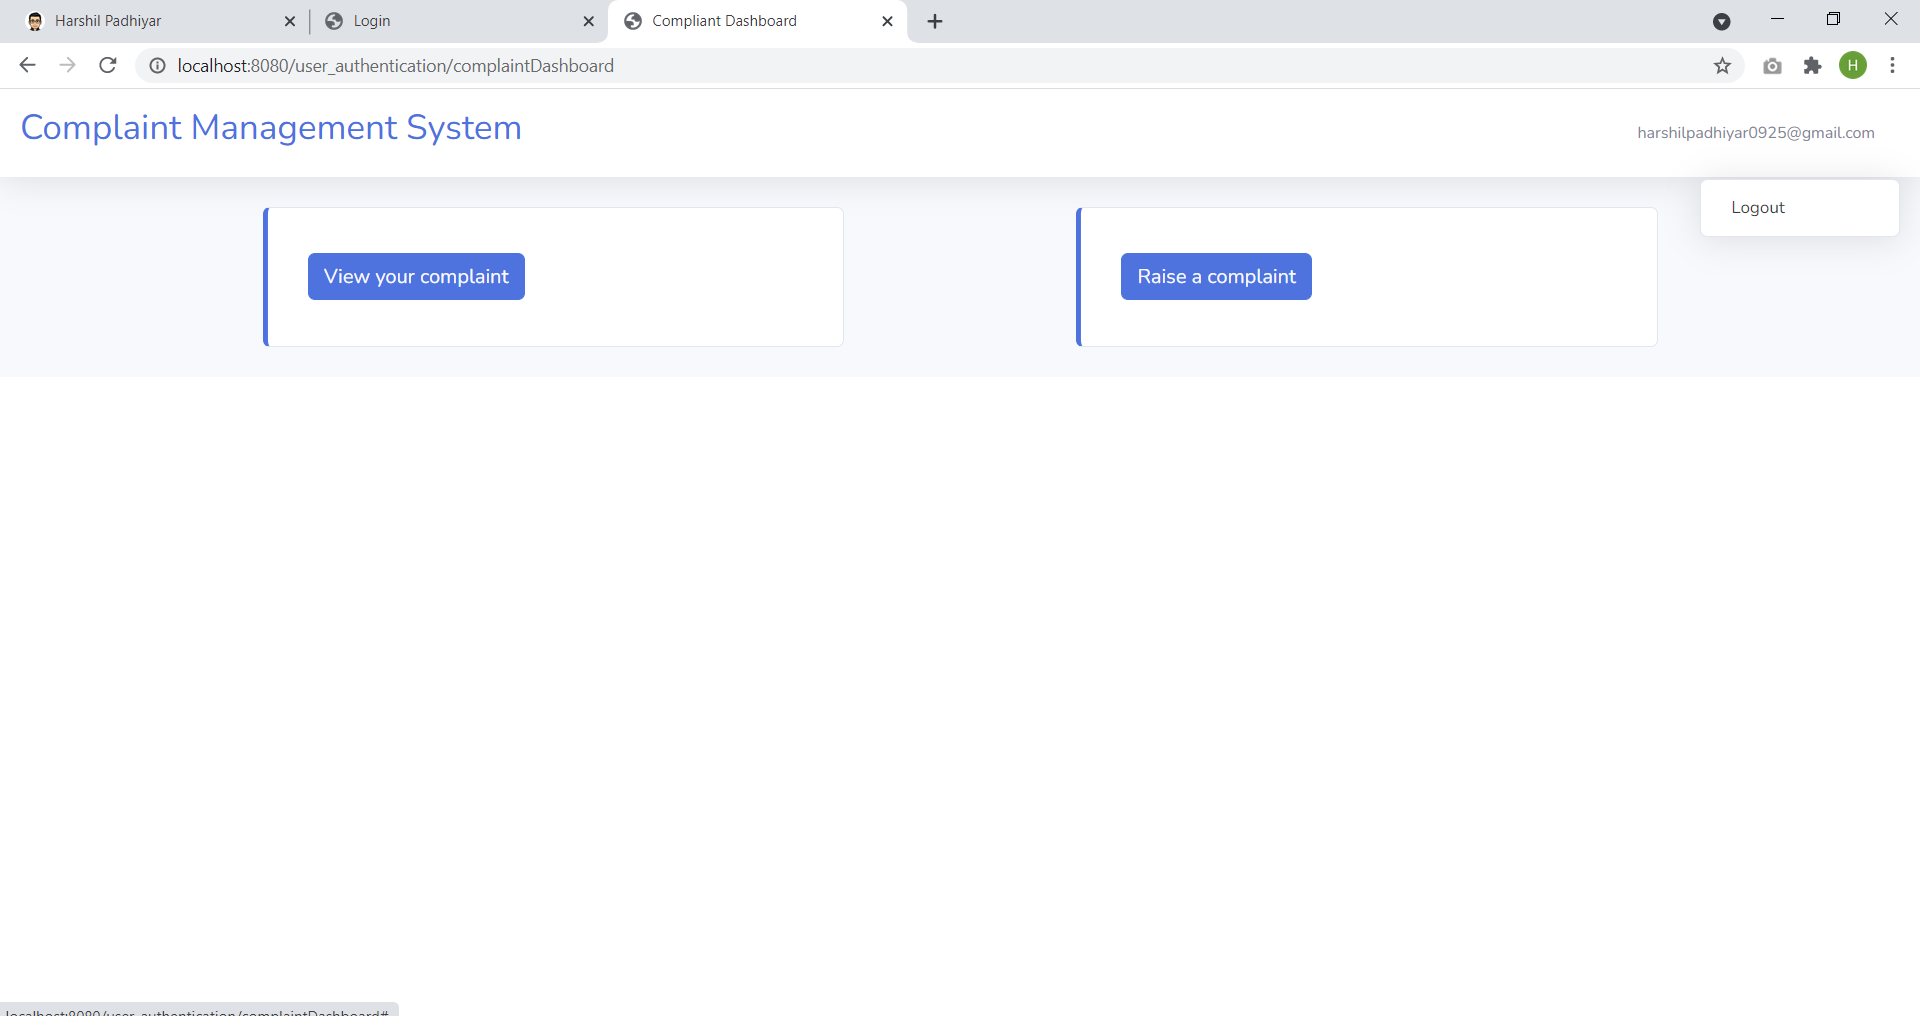 Harshil Padhiyar
Login
Compliant Dashboard
localhost:8080/user_authentication/complaintDashboard
H
Complaint Management System
harshilpadhiyar0925@gmail.com
Logout
View your complaint
Raise a complaint
localhost:8080/user_authentication/complaintDashboard#